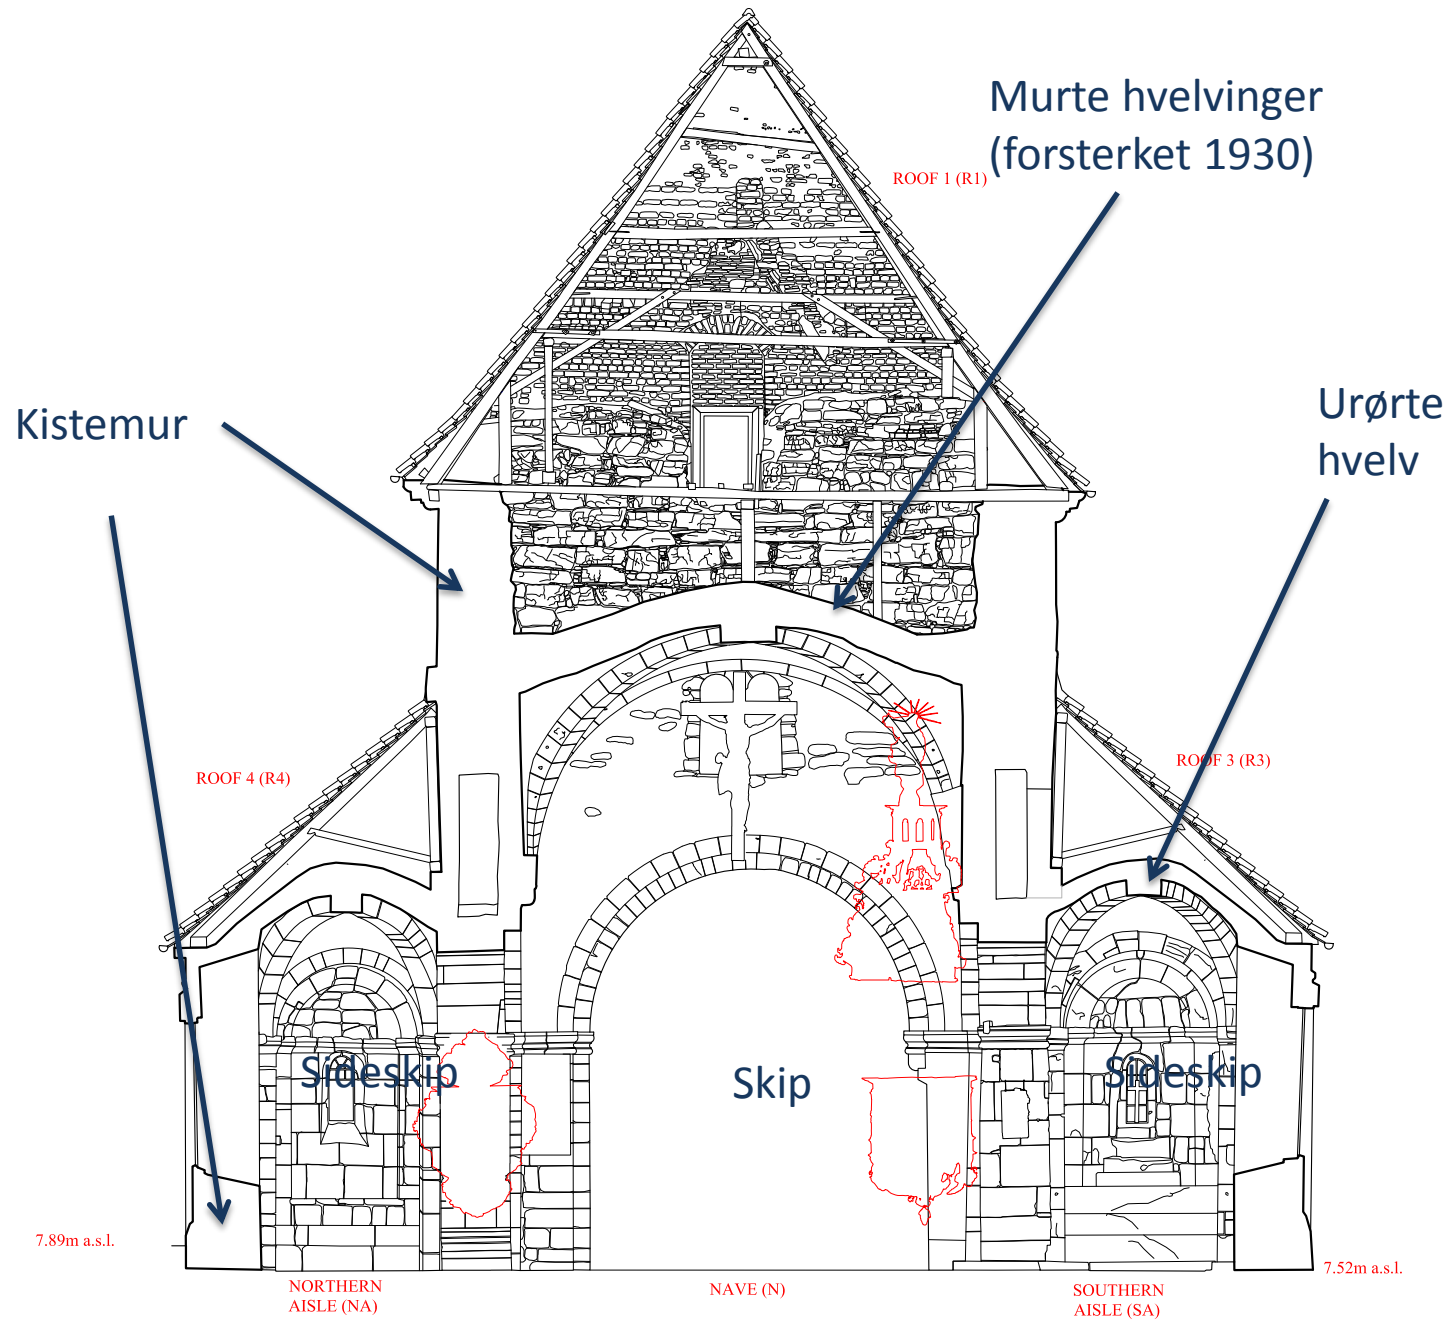 Murte hvelvinger
(forsterket 1930)
ROOF 1 (R1)
Kistemur
Urørte
hvelv
ROOF 4 (R4)
ROOF 3 (R3)
Sideskip
Skip
Sideskip
7.89m a.s.l.
7.52m a.s.l.
NORTHERN
AISLE (NA)
NAVE (N)
SOUTHERN
AISLE (SA)